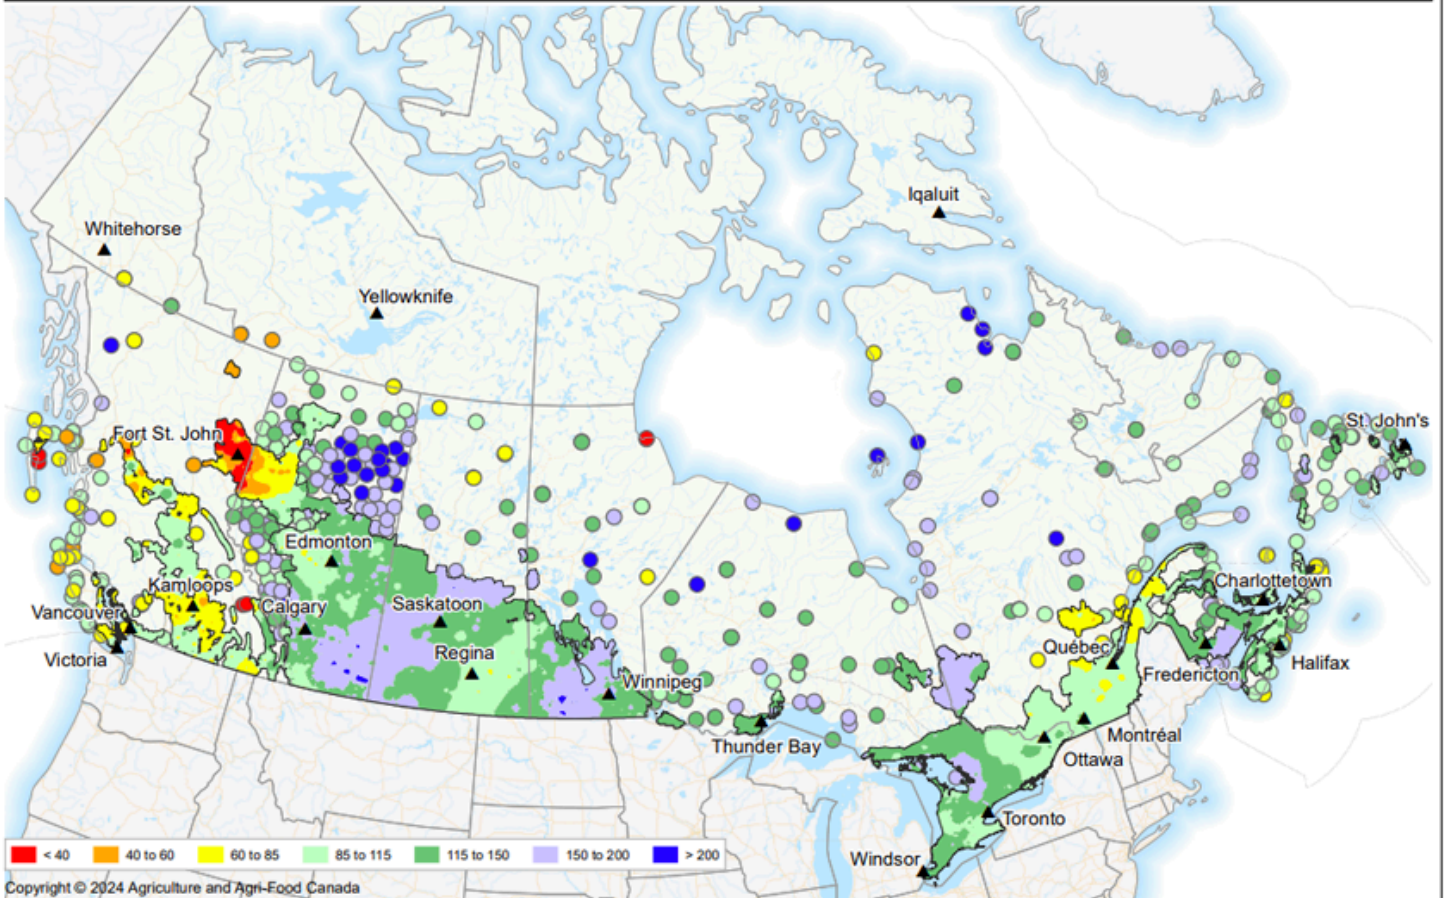 Iqaluit
Whitehorse
Yellowknife
Fort St. John
St. John's
Edmonton
Charlottetown
Kamloops
Calgary
Saskatoon
Vancouver
Québec
Regina
Victoria
Halifax
Fredericton
Winnipeg
Montréal
Thunder Bay
Ottawa
Toronto
Windsor
< 40 40 to 60 60 to 85 85 to 115 115 to 150 150 to 200 > 200
Copyright © 2024 Agriculture and Agri-Food Canada